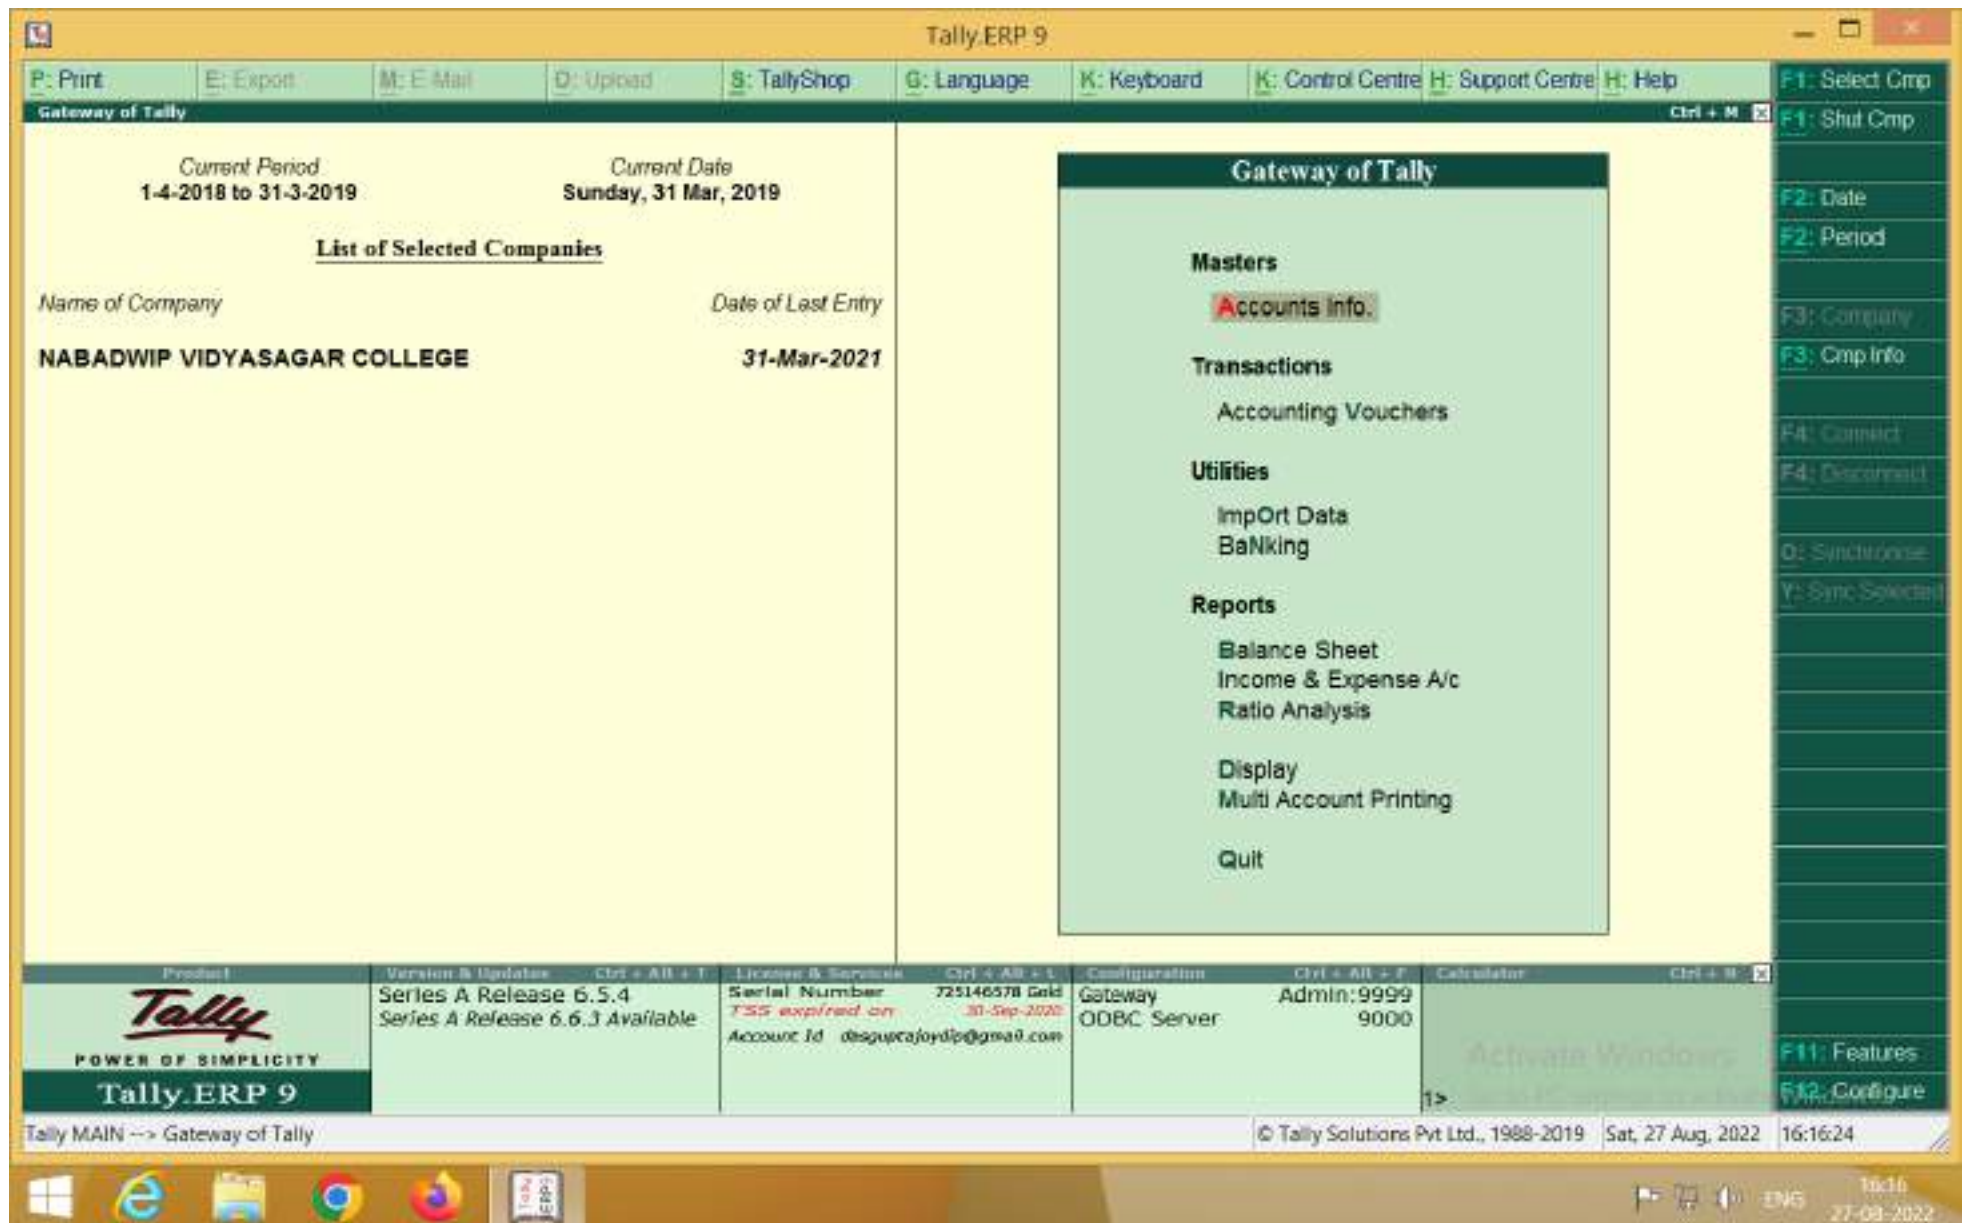 Tally.ERP 9
P: Print E: Export M: E-Mail O: Upload S: TallyShop G: Language K: Keyboard K: Control Centre H: Support Centre H: Help
Gateway of Tally Ctrl + M
Current Period Current Date
1-4-2018 to 31-3-2019 Sunday, 31 Mar, 2019
List of Selected Companies
Name of Company Date of Last Entry
NABADWIP VIDYASAGAR COLLEGE 31-Mar-2021
Gateway of Tally
Masters
Accounts Info.
Transactions
Accounting Vouchers
Utilities
ImpOrt Data
BaNking
Reports
Balance Sheet
Income & Expense A/c
Ratio Analysis
Display
Multi Account Printing
Quit
F1: Select Cmp
F1: Shut Cmp
F2: Date
F2: Period
F3: Company
F3: Cmp Info
F4: Connect
F4: Disconnect
O: Synchronise
Y: Sync Selected
F11: Features
F12: Configure
Product
Tally
POWER OF SIMPLICITY
Tally.ERP 9
Version & Updates Ctrl + Alt + T
Series A Release 6.5.4
Series A Release 6.6.3 Available
License & Services Ctrl + Alt + L
Serial Number 725146578 Gold
TSS expired on 30-Sep-2020
Account Id dasguptajoydip@gmail.com
Configuration Ctrl + Alt + F
Gateway Admin:9999
ODBC Server 9000
Calculator Ctrl + N
Activate Windows
1>
Tally MAIN --> Gateway of Tally © Tally Solutions Pvt Ltd., 1988-2019 Sat, 27 Aug, 2022 16:16:24
Tally
ERP9
ENG
16:16
27-08-2022